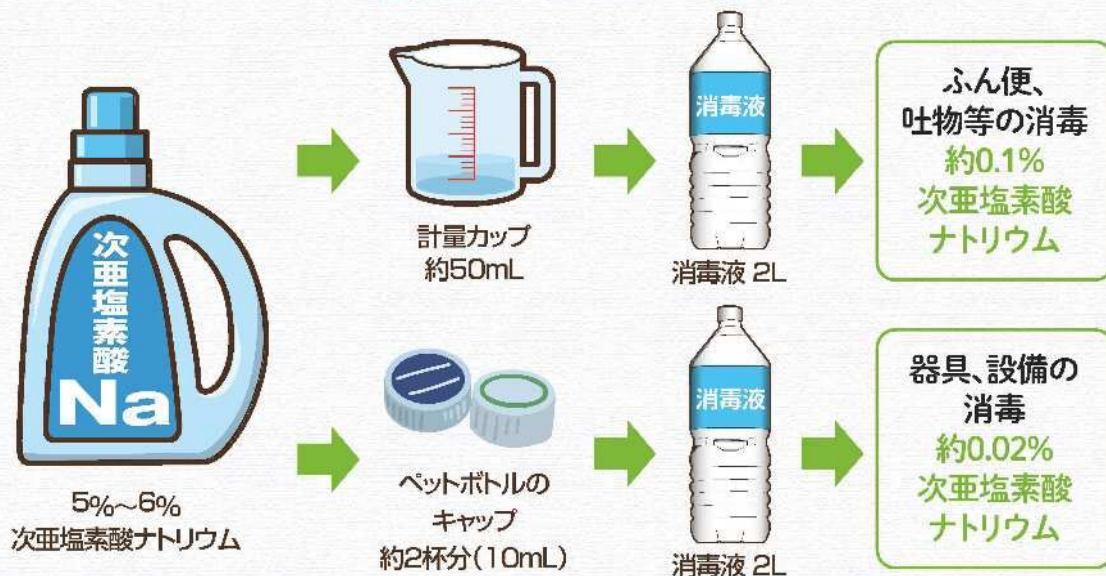 次亜塩素酸
Na
5%～6%
次亜塩素酸ナトリウム
計量カップ
約50mL
消毒液
消毒液 2L
ふん便、
吐物等の消毒
約0.1%
次亜塩素酸
ナトリウム
ペットボトルの
キャップ
約2杯分(10mL)
消毒液
消毒液 2L
器具、設備の
消毒
約0.02%
次亜塩素酸
ナトリウム